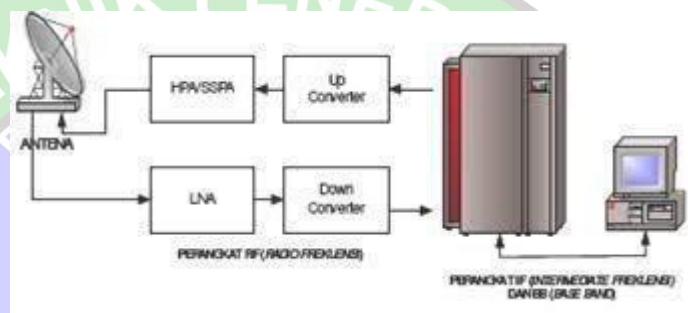 HPA/SSPA
Up
Converter
ANTENA
LNA
Down
Converter
PERANGKAT RF (RADIO FREKUENSI)
PERANGKAT IF (INTERMEDIATE FREKUENSI)
DAN BB (BASE BAND)